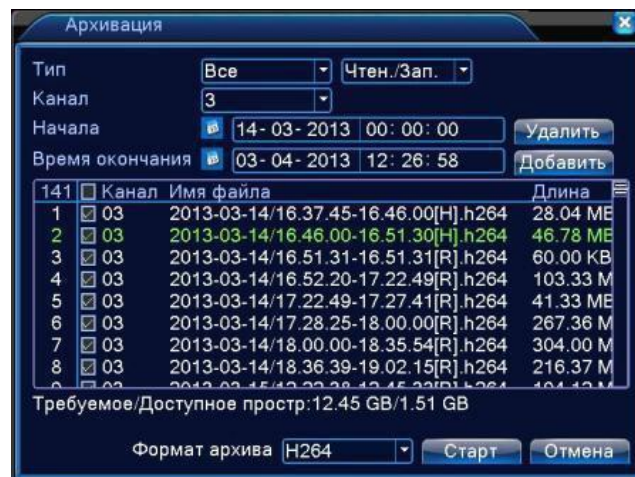 Архивация
Тип Все Чтен./Зап.
Канал 3
Начала 14-03-2013 00:00:00 Удалить
Время окончания 03-04-2013 12:26:58 Добавить
141 Канал Имя файла Длина
1 03 2013-03-14/16.37.45-16.46.00[H].h264 28.04 МЕ
2 03 2013-03-14/16.46.00-16.51.30[H].h264 46.78 МЕ
3 03 2013-03-14/16.51.31-16.51.31[R].h264 60.00 KB
4 03 2013-03-14/16.52.20-17.22.49[R].h264 103.33 M
5 03 2013-03-14/17.22.49-17.27.41[R].h264 41.33 МЕ
6 03 2013-03-14/17.28.25-18.00.00[R].h264 267.36 M
7 03 2013-03-14/18.00.00-18.35.54[R].h264 304.00 M
8 03 2013-03-14/18.36.39-19.02.15[R].h264 216.37 M
Требуемое/Доступное простр:12.45 GB/1.51 GB
Формат архива H264 Старт Отмена